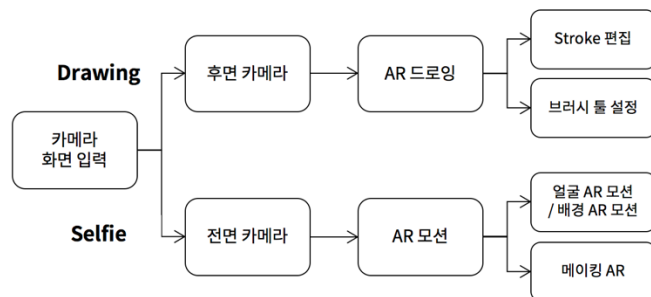 Drawing
후면 카메라
AR 드로잉
Stroke 편집
브러시 툴 설정
카메라
화면 입력
Selfie
전면 카메라
AR 모션
얼굴 AR 모션
/ 배경 AR 모션
메이킹 AR